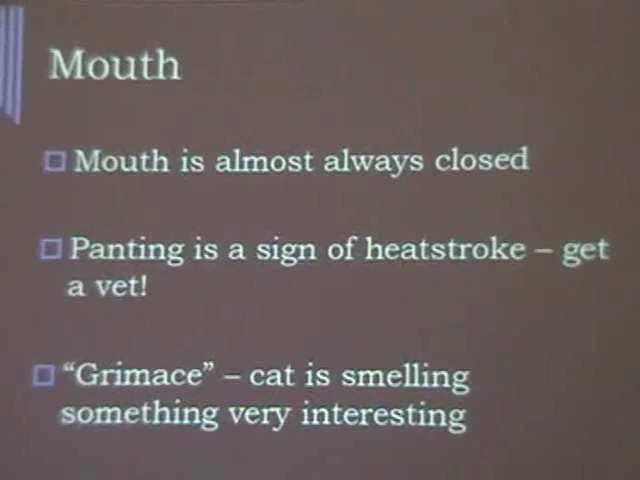 Mouth
Mouth is almost always closed
Panting is a sign of heatstroke – get
a vet!
“Grimace” – cat is smelling
something very interesting